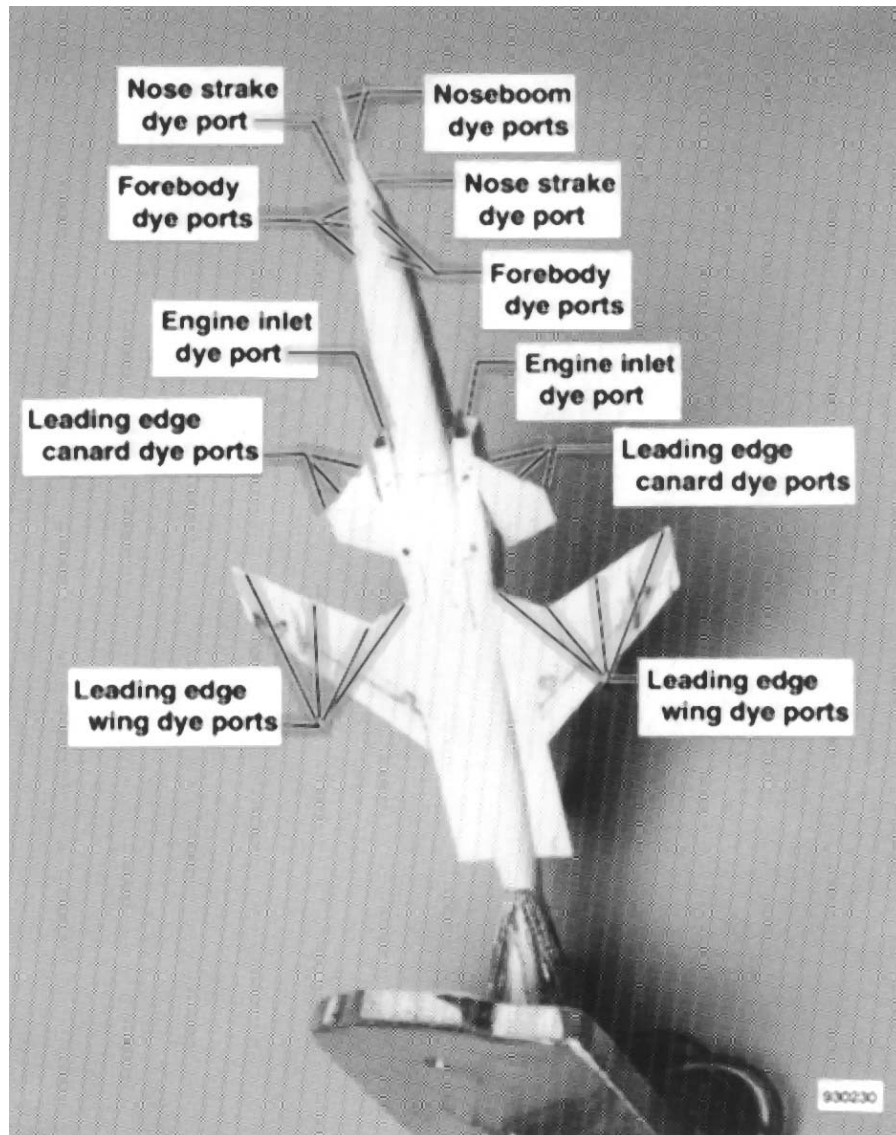 Nose strake
dye port
Noseboom
dye ports
Forebody
dye ports
Nose strake
dye port
Forebody
dye ports
Engine inlet
dye port
Engine inlet
dye port
Leading edge
canard dye ports
Leading edge
canard dye ports
Leading edge
wing dye ports
Leading edge
wing dye ports
930230